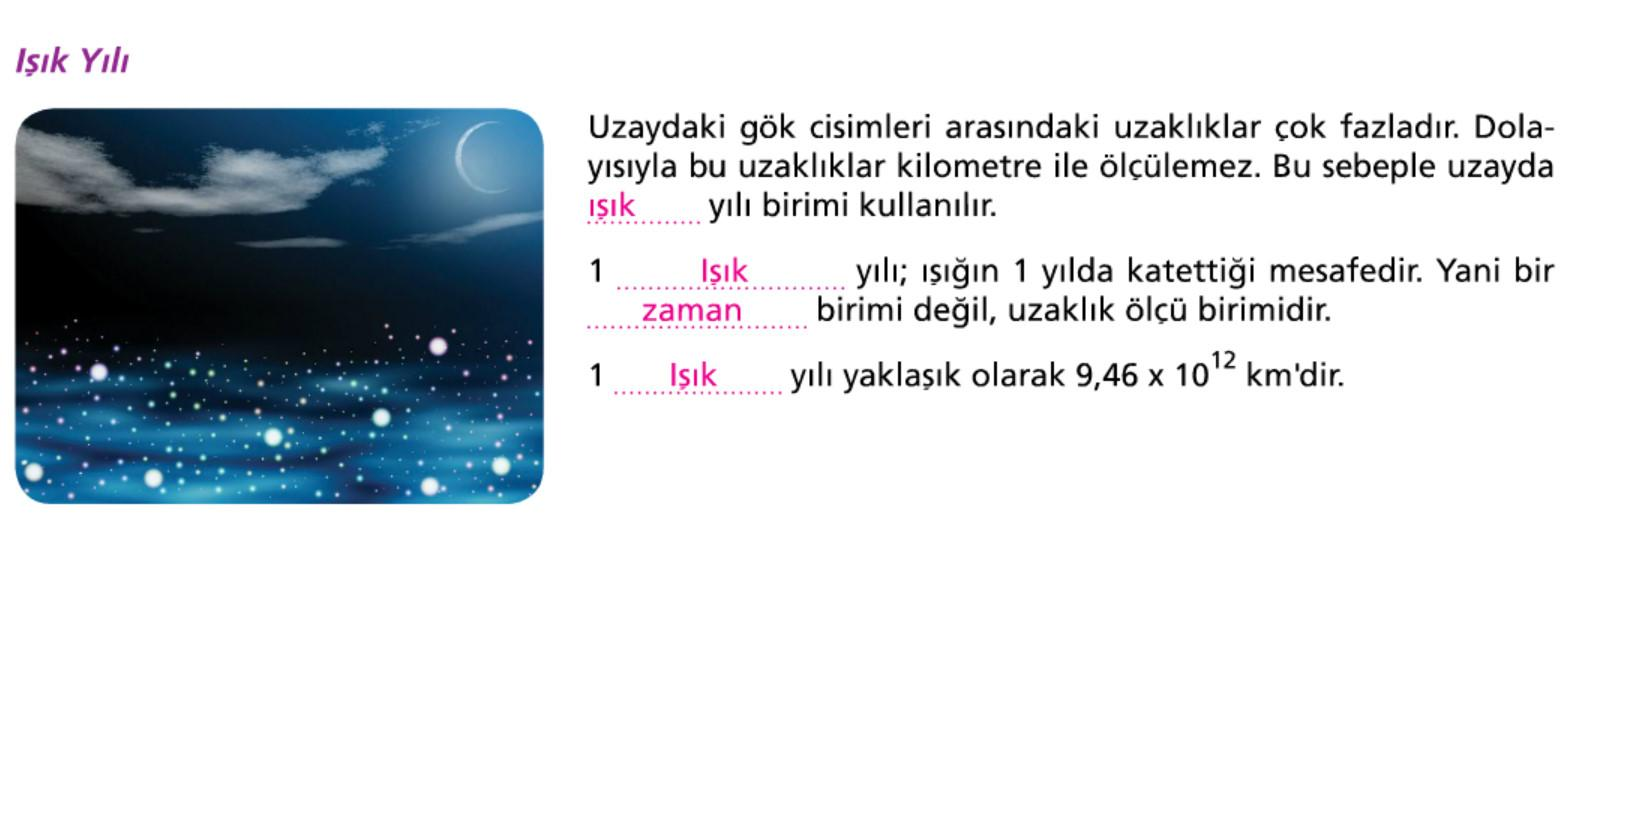 Işık Yılı
Uzaydaki gök cisimleri arasındaki uzaklıklar çok fazladır. Dola-
yısıyla bu uzaklıklar kilometre ile ölçülemez. Bu sebeple uzayda
ışık yılı birimi kullanılır.
1 Işık yılı; ışığın 1 yılda katettiği mesafedir. Yani bir
zaman birimi değil, uzaklık ölçü birimidir.
1 Işık yılı yaklaşık olarak 9,46 x 10¹² km'dir.